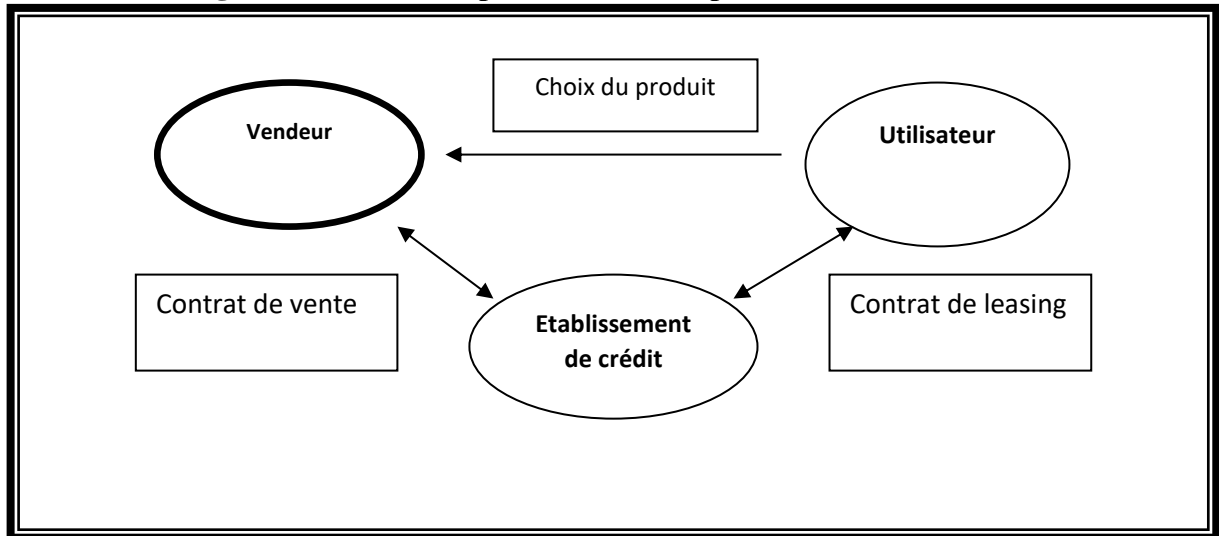 Choix du produit
Vendeur
Utilisateur
Contrat de vente
Etablissement
de crédit
Contrat de leasing